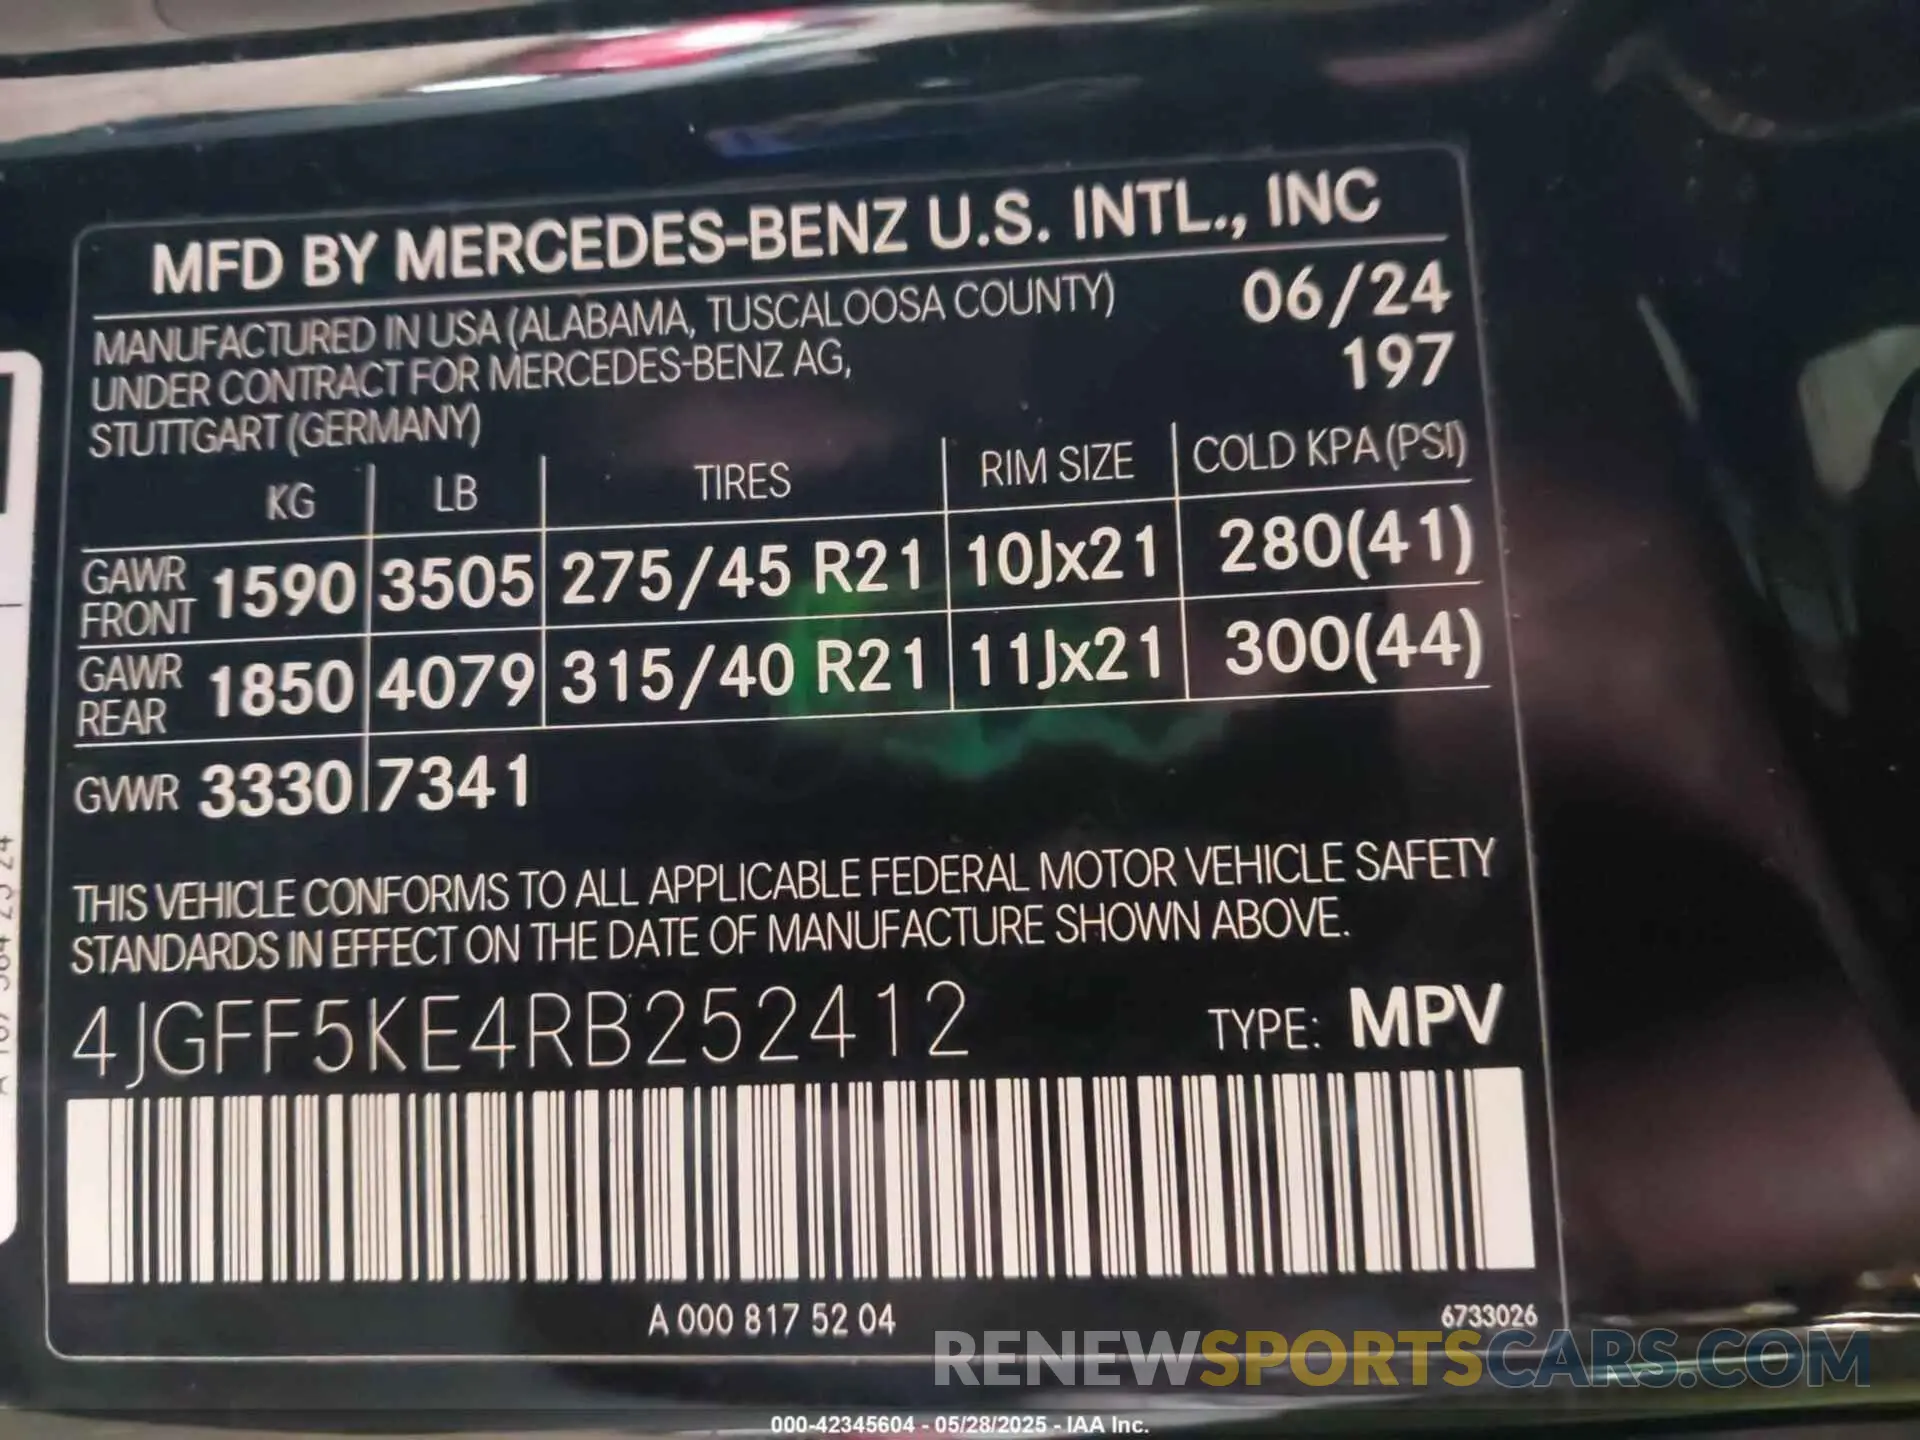 MFD BY MERCEDES-BENZ U.S. INTL., INC
MANUFACTURED IN USA (ALABAMA, TUSCALOOSA COUNTY) 06/24
UNDER CONTRACT FOR MERCEDES-BENZ AG, 197
STUTTGART (GERMANY)
KG LB TIRES RIM SIZE COLD KPA (PSI)
GAWR FRONT 1590 3505 275/45 R21 10Jx21 280(41)
GAWR REAR 1850 4079 315/40 R21 11Jx21 300(44)
GVWR 3330 7341
THIS VEHICLE CONFORMS TO ALL APPLICABLE FEDERAL MOTOR VEHICLE SAFETY
STANDARDS IN EFFECT ON THE DATE OF MANUFACTURE SHOWN ABOVE.
4JGFF5KE4RB252412 TYPE: MPV
A 000 817 52 04 6733026
RENEWSPORTSCARS.COM
000-42345604 - 05/28/2025 - IAA Inc.